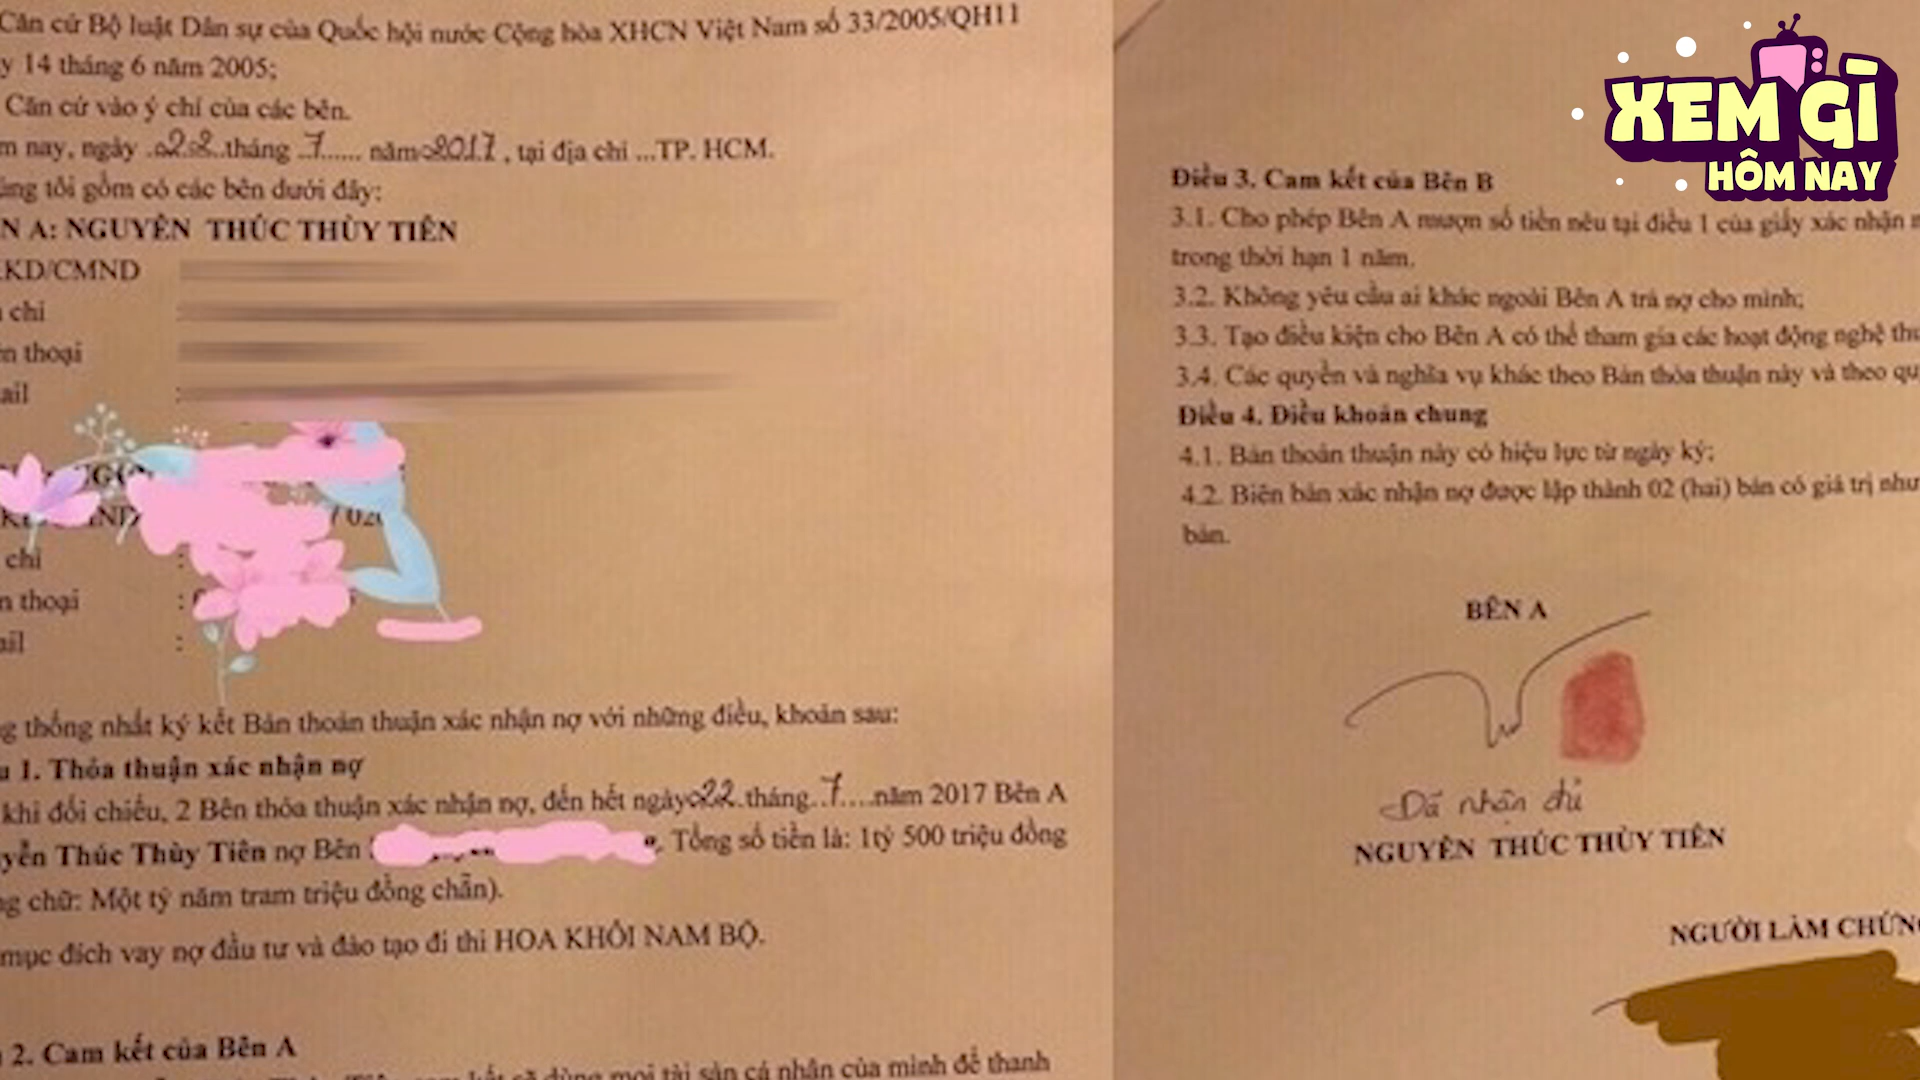 Căn cứ Bộ luật Dân sự của Quốc hội nước Cộng hòa XHCN Việt Nam số 33/2005/QH11
y 14 tháng 6 năm 2005;
Căn cứ vào ý chí của các bên.
m nay, ngày .22..tháng ..7...... năm 2017, tại địa chỉ ...TP. HCM.
úng tôi gồm có các bên dưới đây:
N A: NGUYỄN THÚC THÙY TIÊN
KD/CMND
chỉ
n thoại
ail
chỉ :
n thoại :
ail :
g thống nhất ký kết Bản thoản thuận xác nhận nợ với những điều, khoản sau:
u 1. Thỏa thuận xác nhận nợ
khi đối chiếu, 2 Bên thỏa thuận xác nhận nợ, đến hết ngày 22.tháng..7....năm 2017 Bên A
yễn Thúc Thùy Tiên nợ Bên Tổng số tiền là: 1tỷ 500 triệu đồng
ng chữ: Một tỷ năm tram triệu đồng chẵn).
mục đích vay nợ đầu tư và đào tạo đi thi HOA KHÔI NAM BỘ.
2. Cam kết của Bên A
kết sẽ dùng mọi tài sản cá nhân của mình để thanh
XEM GÌ
HÔM NAY
Điều 3. Cam kết của Bên B
3.1. Cho phép Bên A mượn số tiền nêu tại điều 1 của giấy xác nhận n
trong thời hạn 1 năm.
3.2. Không yêu cầu ai khác ngoài Bên A trả nợ cho mình;
3.3. Tạo điều kiện cho Bên A có thể tham gia các hoạt động nghệ thu
3.4. Các quyền và nghĩa vụ khác theo Bản thỏa thuận này và theo qu
Điều 4. Điều khoản chung
4.1. Bản thoản thuận này có hiệu lực từ ngày ký;
4.2. Biên bản xác nhận nợ được lập thành 02 (hai) bản có giá trị như
bản.
BÊN A
Đã nhận đủ
NGUYỄN THÚC THÙY TIÊN
NGƯỜI LÀM CHỨNG